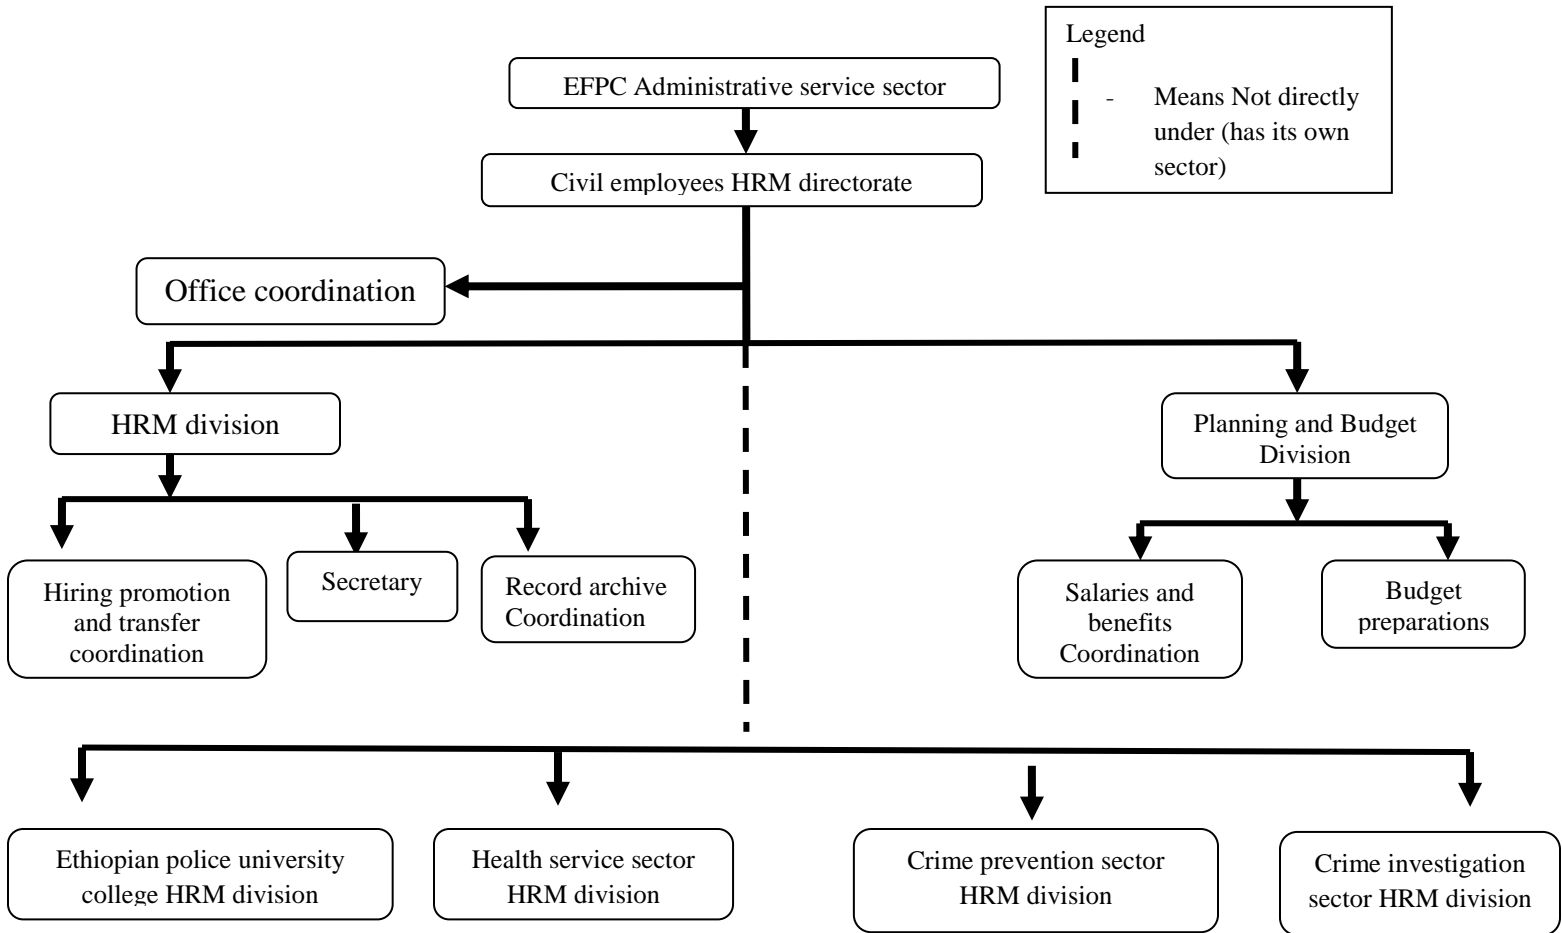 Legend
- Means Not directly
under (has its own
sector)
EFPC Administrative service sector
Civil employees HRM directorate
Office coordination
HRM division
Planning and Budget
Division
Hiring promotion
and transfer
coordination
Secretary
Record archive
Coordination
Salaries and
benefits
Coordination
Budget
preparations
Ethiopian police university
college HRM division
Health service sector
HRM division
Crime prevention sector
HRM division
Crime investigation
sector HRM division